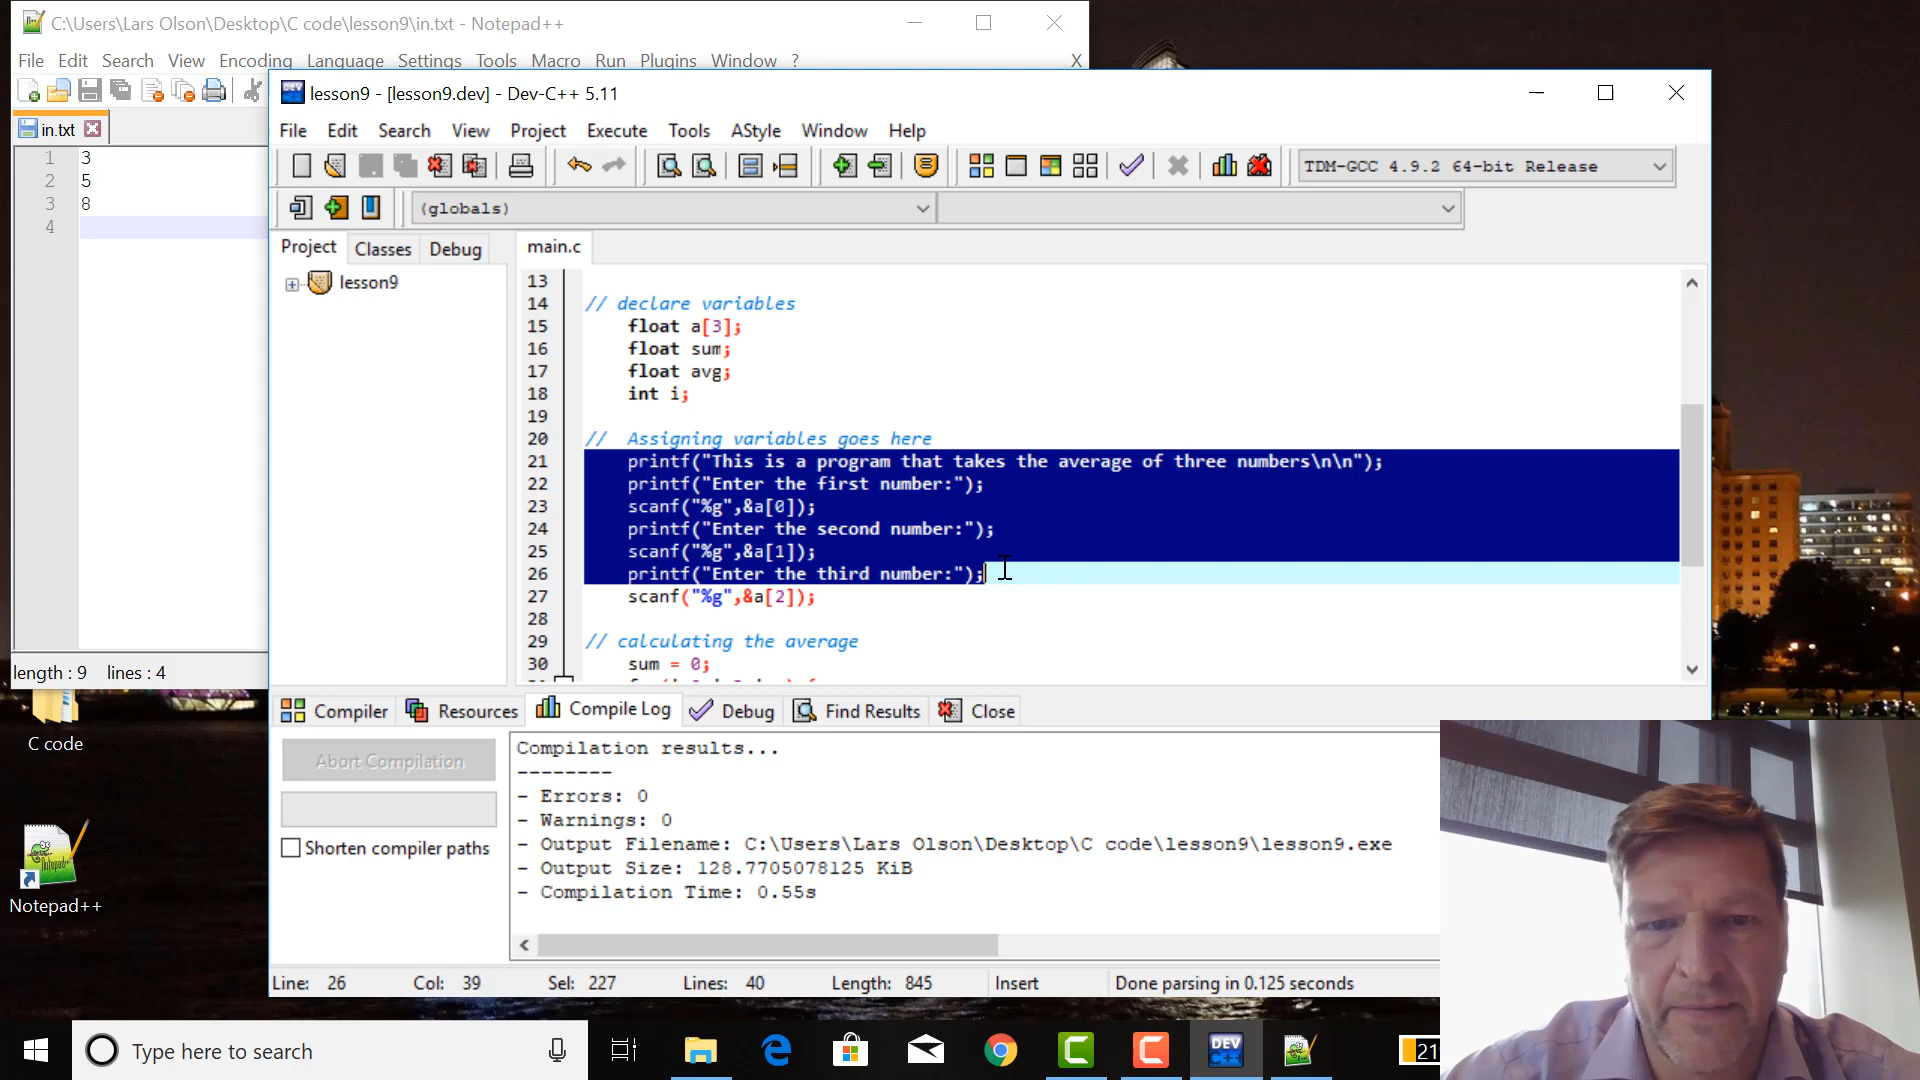 C:\Users\Lars Olson\Desktop\C code\lesson9\in.txt - Notepad++
File Edit Search View Encoding Language Settings Tools Macro Run Plugins Window ? X
in.txt
1 3
2 5
3 8
4
length : 9 lines : 4
lesson9 - [lesson9.dev] - Dev-C++ 5.11
File Edit Search View Project Execute Tools AStyle Window Help
TDM-GCC 4.9.2 64-bit Release
(globals)
Project Classes Debug
main.c
lesson9
13
14 // declare variables
15 float a[3];
16 float sum;
17 float avg;
18 int i;
19
20 // Assigning variables goes here
21 printf("This is a program that takes the average of three numbers\n\n");
22 printf("Enter the first number:");
23 scanf("%g",&a[0]);
24 printf("Enter the second number:");
25 scanf("%g",&a[1]);
26 printf("Enter the third number:");
27 scanf("%g",&a[2]);
28
29 // calculating the average
30 sum = 0;
Compiler Resources Compile Log Debug Find Results Close
Abort Compilation
Shorten compiler paths
Compilation results...
--------
- Errors: 0
- Warnings: 0
- Output Filename: C:\Users\Lars Olson\Desktop\C code\lesson9\lesson9.exe
- Output Size: 128.7705078125 KiB
- Compilation Time: 0.55s
Line: 26 Col: 39 Sel: 227 Lines: 40 Length: 845 Insert Done parsing in 0.125 seconds
C code
Notepad++
Type here to search
DEV
21